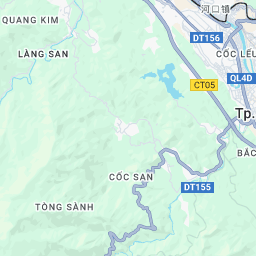 河口镇
QUANG KIM
DT156
CỐC LẾU
LÀNG SAN
CT05
QL4D
Tp.
BẮC
CỐC SAN
DT155
TÒNG SÀNH